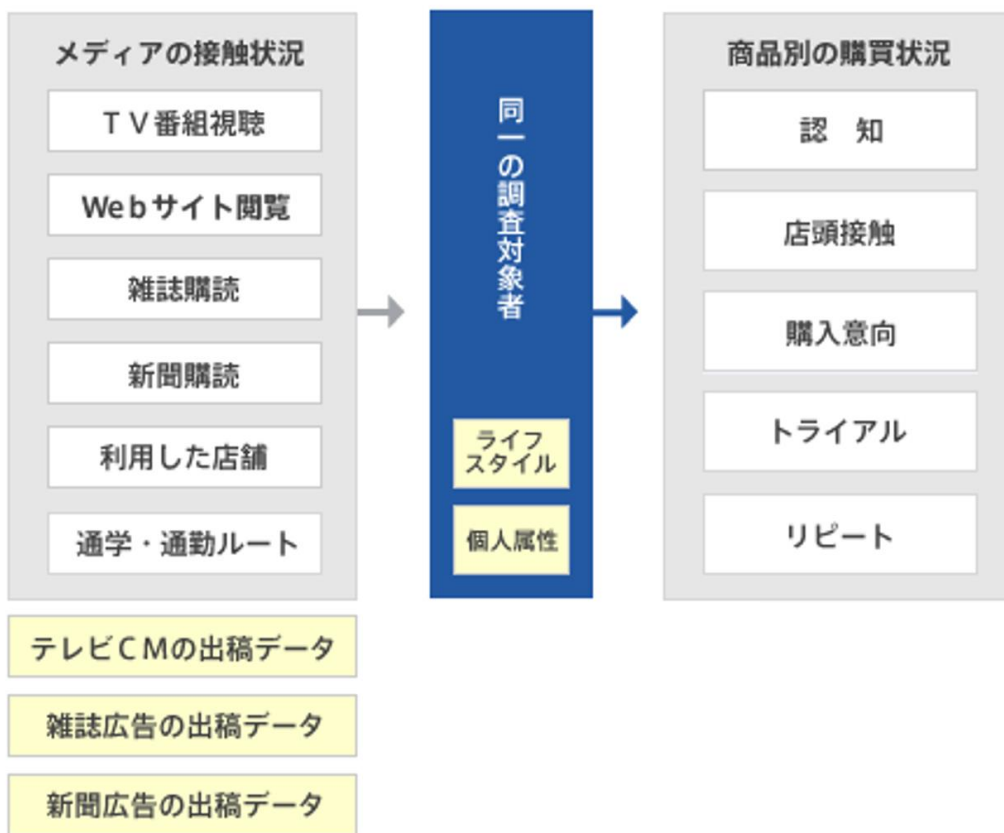 メディアの接触状況
ＴＶ番組視聴
Webサイト閲覧
雑誌購読
新聞購読
利用した店舗
通学・通勤ルート
テレビＣＭの出稿データ
雑誌広告の出稿データ
新聞広告の出稿データ
同一の調査対象者
ライフ
スタイル
個人属性
商品別の購買状況
認　知
店頭接触
購入意向
トライアル
リピート